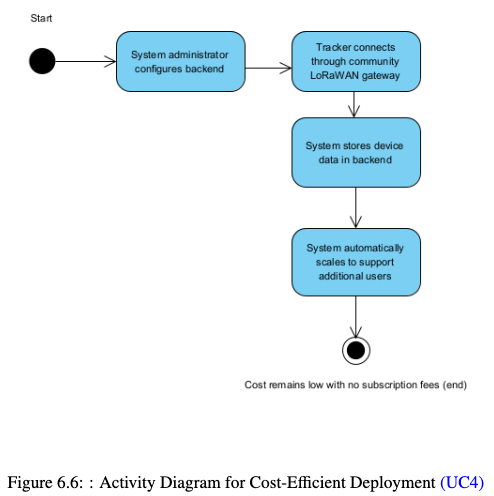 Start
System administrator
configures backend
Tracker connects
through community
LoRaWAN gateway
System stores device
data in backend
System automatically
scales to support
additional users
Cost remains low with no subscription fees (end)
Figure 6.6: : Activity Diagram for Cost-Efficient Deployment (UC4)